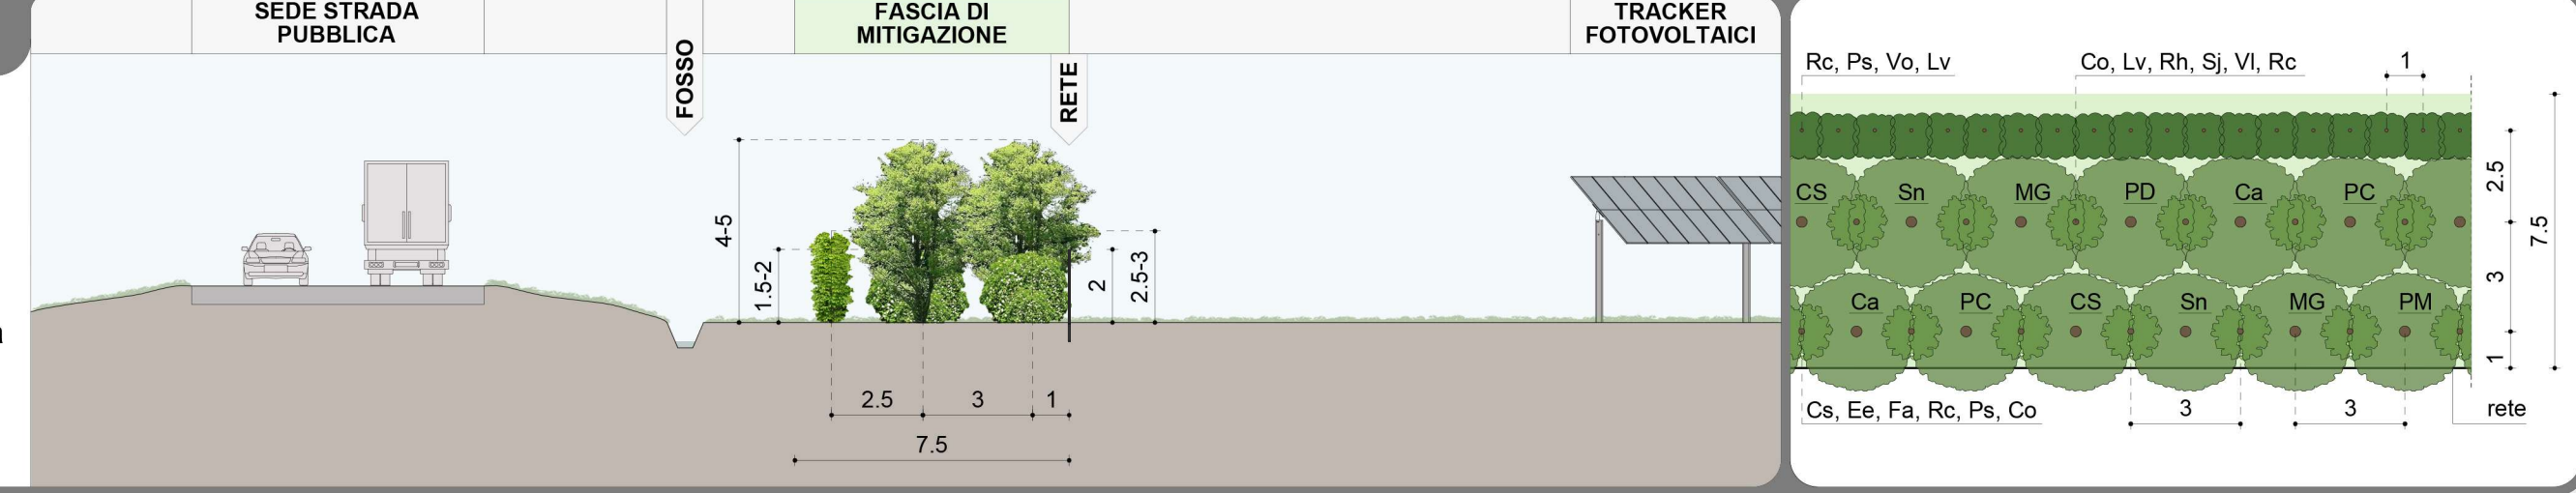 SEDE STRADA
PUBBLICA
FOSSO
FASCIA DI
MITIGAZIONE
RETE
TRACKER
FOTOVOLTAICI
4-5
1.5-2
2
2.5-3
2.5
3
1
7.5
Rc, Ps, Vo, Lv
Co, Lv, Rh, Sj, Vl, Rc
1
CS
Sn
MG
PD
Ca
PC
2.5
7.5
3
Ca
PC
CS
Sn
MG
PM
1
Cs, Ee, Fa, Rc, Ps, Co
3
3
rete